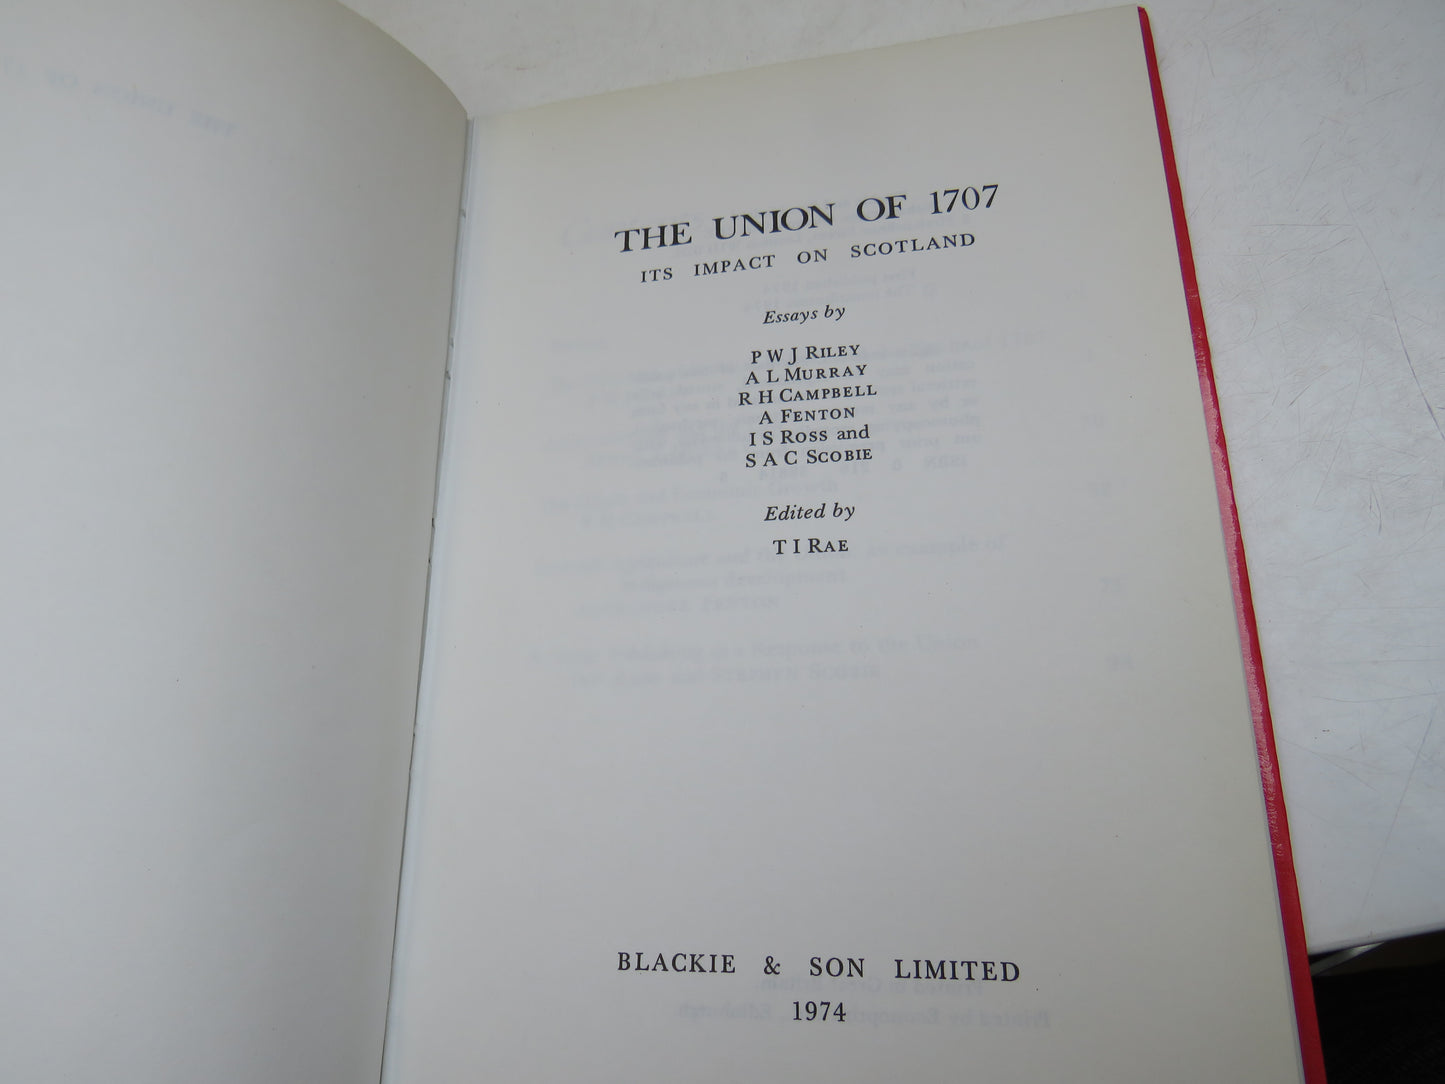 THE UNION OF 1707
ITS IMPACT ON SCOTLAND
Essays by
P W J RILEY
A L MURRAY
R H CAMPBELL
A FENTON
I S ROSS and
S A C SCOBIE
Edited by
T I RAE
BLACKIE & SON LIMITED
1974